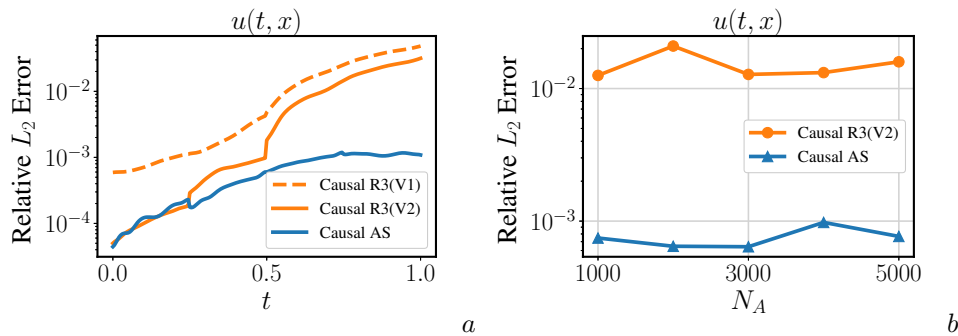 u(t, x)
Relative L₂ Error
10⁻²
10⁻³
10⁻⁴
Causal R3(V1)
Causal R3(V2)
Causal AS
0.0 0.5 1.0
t
a
u(t, x)
Relative L₂ Error
10⁻²
10⁻³
Causal R3(V2)
Causal AS
1000 3000 5000
N_A
b